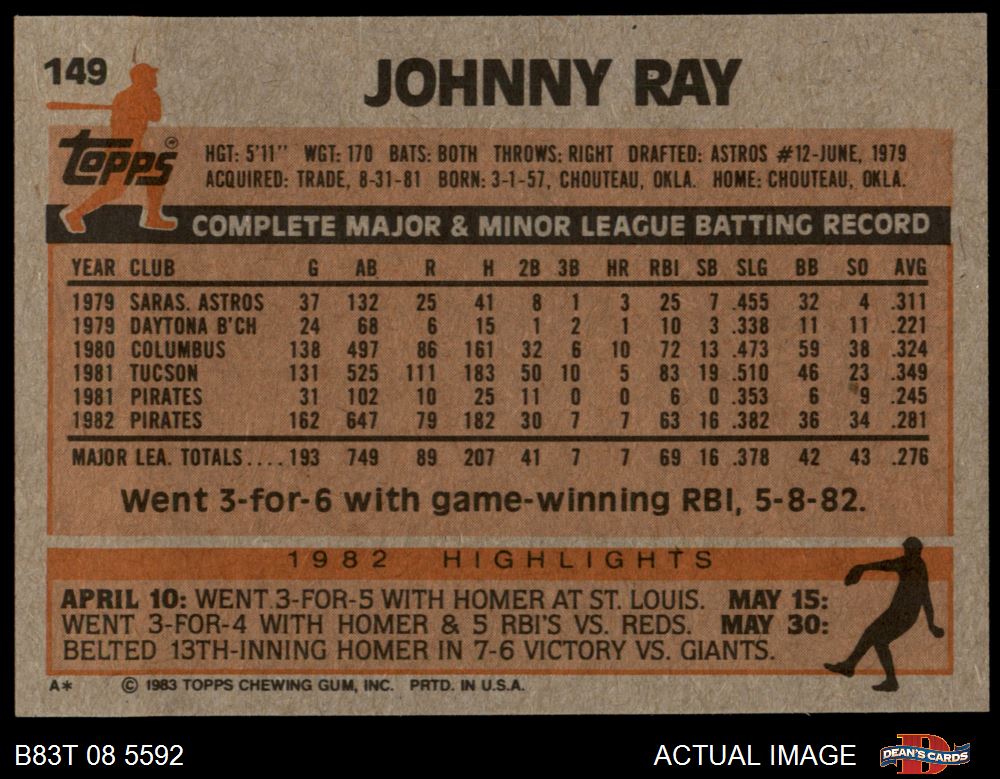 149
JOHNNY RAY
Topps®
HGT: 5'11" WGT: 170 BATS: BOTH THROWS: RIGHT DRAFTED: ASTROS #12-JUNE, 1979
ACQUIRED: TRADE, 8-31-81 BORN: 3-1-57, CHOUTEAU, OKLA. HOME: CHOUTEAU, OKLA.
COMPLETE MAJOR & MINOR LEAGUE BATTING RECORD
YEAR CLUB G AB R H 2B 3B HR RBI SB SLG BB SO AVG
1979 SARAS. ASTROS 37 132 25 41 8 1 3 25 7 .455 32 4 .311
1979 DAYTONA B'CH 24 68 6 15 1 2 1 10 3 .338 11 11 .221
1980 COLUMBUS 138 497 86 161 32 6 10 72 13 .473 59 38 .324
1981 TUCSON 131 525 111 183 50 10 5 83 19 .510 46 23 .349
1981 PIRATES 31 102 10 25 11 0 0 6 0 .353 6 9 .245
1982 PIRATES 162 647 79 182 30 7 7 63 16 .382 36 34 .281
MAJOR LEA. TOTALS.... 193 749 89 207 41 7 7 69 16 .378 42 43 .276
Went 3-for-6 with game-winning RBI, 5-8-82.
1982 HIGHLIGHTS
APRIL 10: WENT 3-FOR-5 WITH HOMER AT ST. LOUIS. MAY 15:
WENT 3-FOR-4 WITH HOMER & 5 RBI'S VS. REDS. MAY 30:
BELTED 13TH-INNING HOMER IN 7-6 VICTORY VS. GIANTS.
A* © 1983 TOPPS CHEWING GUM, INC. PRTD. IN U.S.A.
B83T 08 5592 ACTUAL IMAGE DEAN'S CARDS